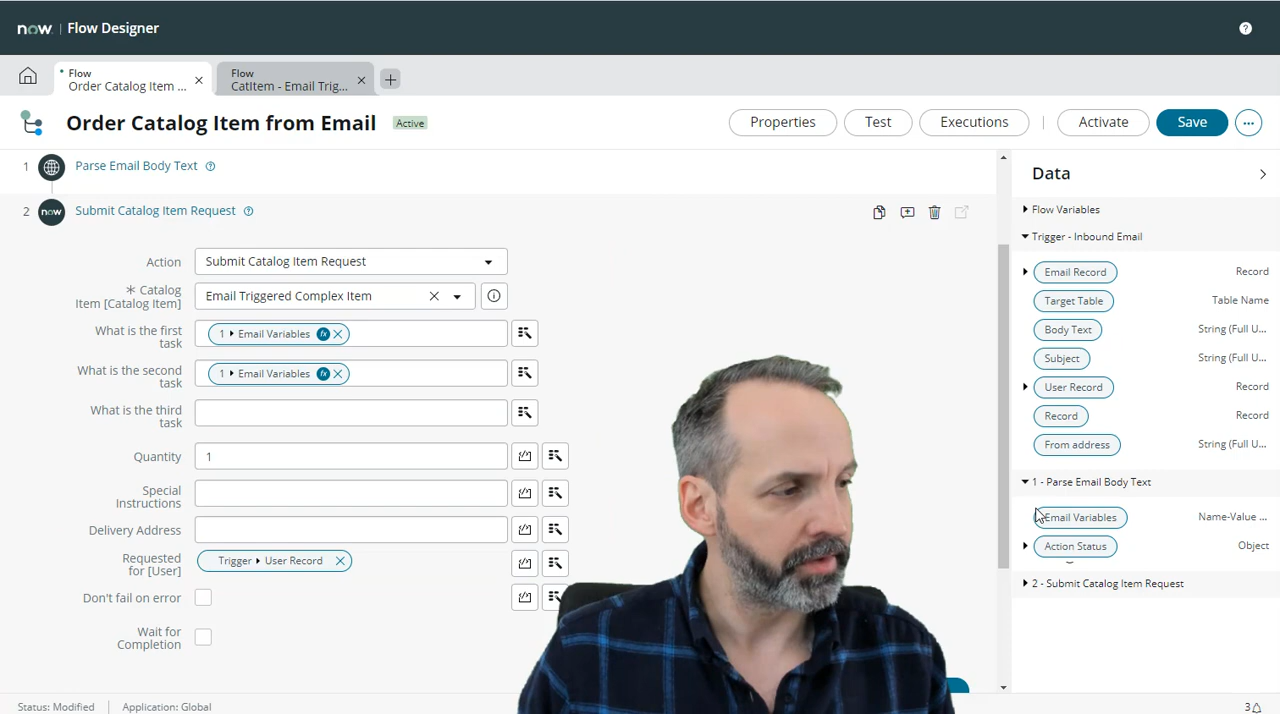 now. | Flow Designer
?
Flow
Order Catalog Item ...
Flow
CatItem - Email Trig...
Order Catalog Item from Email
Active
Properties
Test
Executions
Activate
Save
1
Parse Email Body Text
2
now
Submit Catalog Item Request
Action
Submit Catalog Item Request
* Catalog
Item [Catalog Item]
Email Triggered Complex Item
What is the first
task
1 ▸ Email Variables fx
What is the second
task
1 ▸ Email Variables fx
What is the third
task
Quantity
1
Special
Instructions
Delivery Address
Requested
for [User]
Trigger ▸ User Record
Don't fail on error
Wait for
Completion
Data
Flow Variables
Trigger - Inbound Email
Email Record Record
Target Table Table Name
Body Text String (Full U...
Subject String (Full U...
User Record Record
Record Record
From address String (Full U...
1 - Parse Email Body Text
Email Variables Name-Value ...
Action Status Object
2 - Submit Catalog Item Request
Status: Modified
Application: Global
3